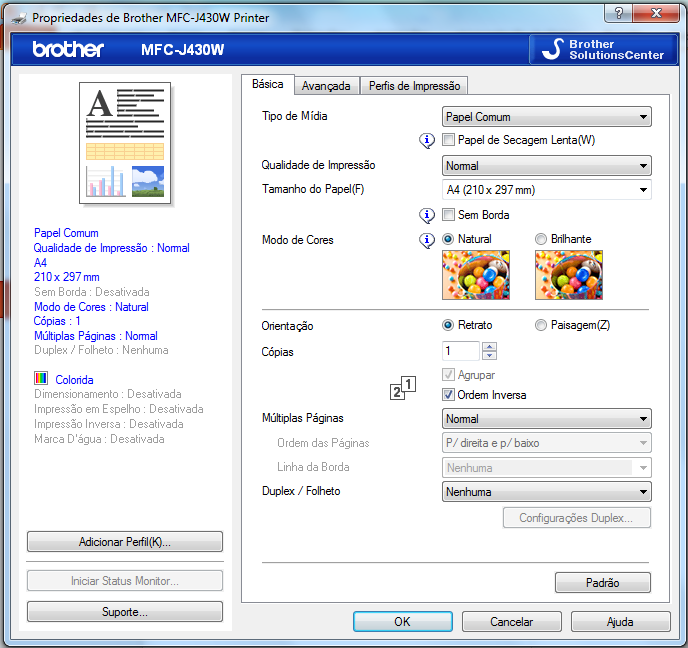 Propriedades de Brother MFC-J430W Printer
brother MFC-J430W
Brother
SolutionsCenter
Básica Avançada Perfis de Impressão
A
Papel Comum
Qualidade de Impressão : Normal
A4
210 x 297 mm
Sem Borda : Desativada
Modo de Cores : Natural
Cópias : 1
Múltiplas Páginas : Normal
Duplex / Folheto : Nenhuma
Colorida
Dimensionamento : Desativada
Impressão em Espelho : Desativada
Impressão Inversa : Desativada
Marca D'água : Desativada
Adicionar Perfil(K)...
Iniciar Status Monitor...
Suporte...
Tipo de Mídia Papel Comum
Papel de Secagem Lenta(W)
Qualidade de Impressão Normal
Tamanho do Papel(F) A4 (210 x 297 mm)
Sem Borda
Modo de Cores Natural Brilhante
Orientação Retrato Paisagem(Z)
Cópias 1
Agrupar
2 1
Ordem Inversa
Múltiplas Páginas Normal
Ordem das Páginas P/ direita e p/ baixo
Linha da Borda Nenhuma
Duplex / Folheto Nenhuma
Configurações Duplex...
Padrão
OK Cancelar Ajuda